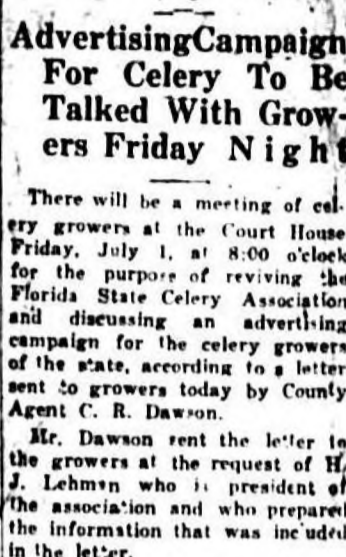 AdvertisingCampaign
For Celery To Be
Talked With Grow-
ers Friday Night
There will be a meeting of cel-
ery growers at the Court House
Friday, July 1, at 8:00 o'clock
for the purpose of reviving the
Florida State Celery Association
and discussing an advertising
campaign for the celery growers
of the state, according to a letter
sent to growers today by County
Agent C. R. Dawson.
Mr. Dawson sent the letter to
the growers at the request of H.
J. Lehman who is president of
the association and who prepared
the information that was included
in the letter.